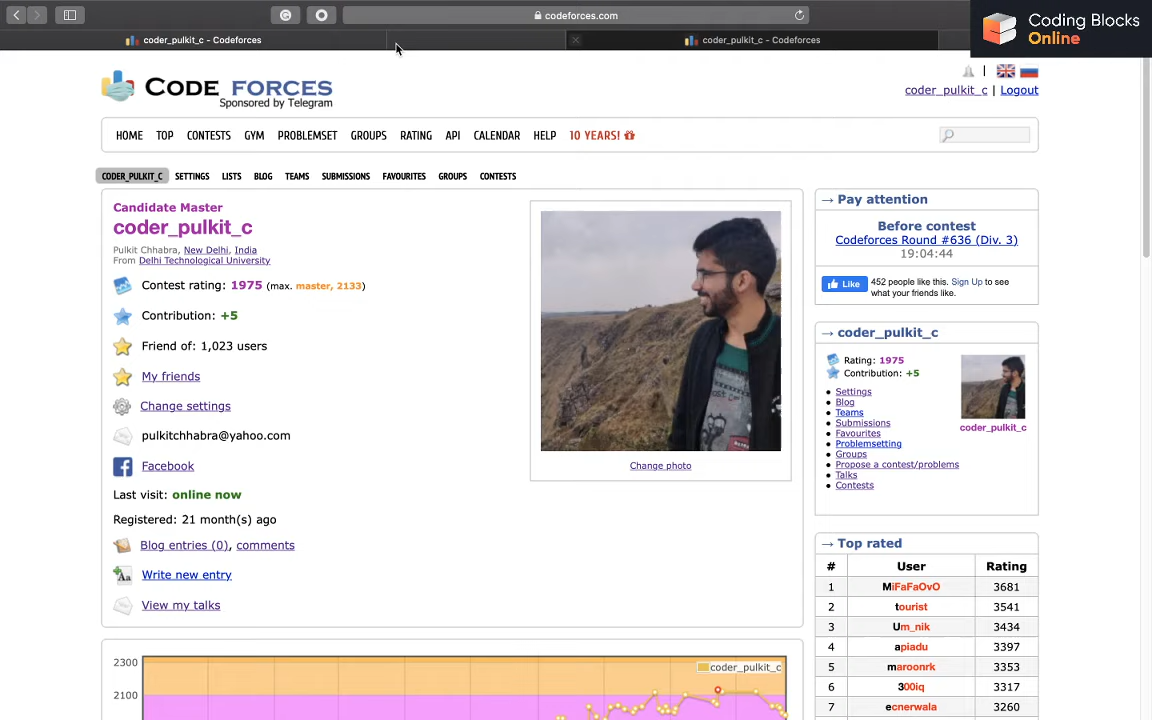 codeforces.com
coder_pulkit_c - Codeforces
coder_pulkit_c - Codeforces
Coding Blocks
Online
CODE FORCES
Sponsored by Telegram
coder_pulkit_c | Logout
HOME TOP CONTESTS GYM PROBLEMSET GROUPS RATING API CALENDAR HELP 10 YEARS!
CODER_PULKIT_C SETTINGS LISTS BLOG TEAMS SUBMISSIONS FAVOURITES GROUPS CONTESTS
Candidate Master
coder_pulkit_c
Pulkit Chhabra, New Delhi, India
From Delhi Technological University
Contest rating: 1975 (max. master, 2133)
Contribution: +5
Friend of: 1,023 users
My friends
Change settings
pulkitchhabra@yahoo.com
Facebook
Last visit: online now
Registered: 21 month(s) ago
Blog entries (0), comments
Write new entry
View my talks
Change photo
2300
2100
coder_pulkit_c
→ Pay attention
Before contest
Codeforces Round #636 (Div. 3)
19:04:44
Like
452 people like this. Sign Up to see
what your friends like.
→ coder_pulkit_c
Rating: 1975
Contribution: +5
Settings
Blog
Teams
Submissions
Favourites
Problemsetting
Groups
Propose a contest/problems
Talks
Contests
coder_pulkit_c
→ Top rated
# User Rating
1 MiFaFaOvO 3681
2 tourist 3541
3 Um_nik 3434
4 apiadu 3397
5 maroonrk 3353
6 300iq 3317
7 ecnerwala 3260